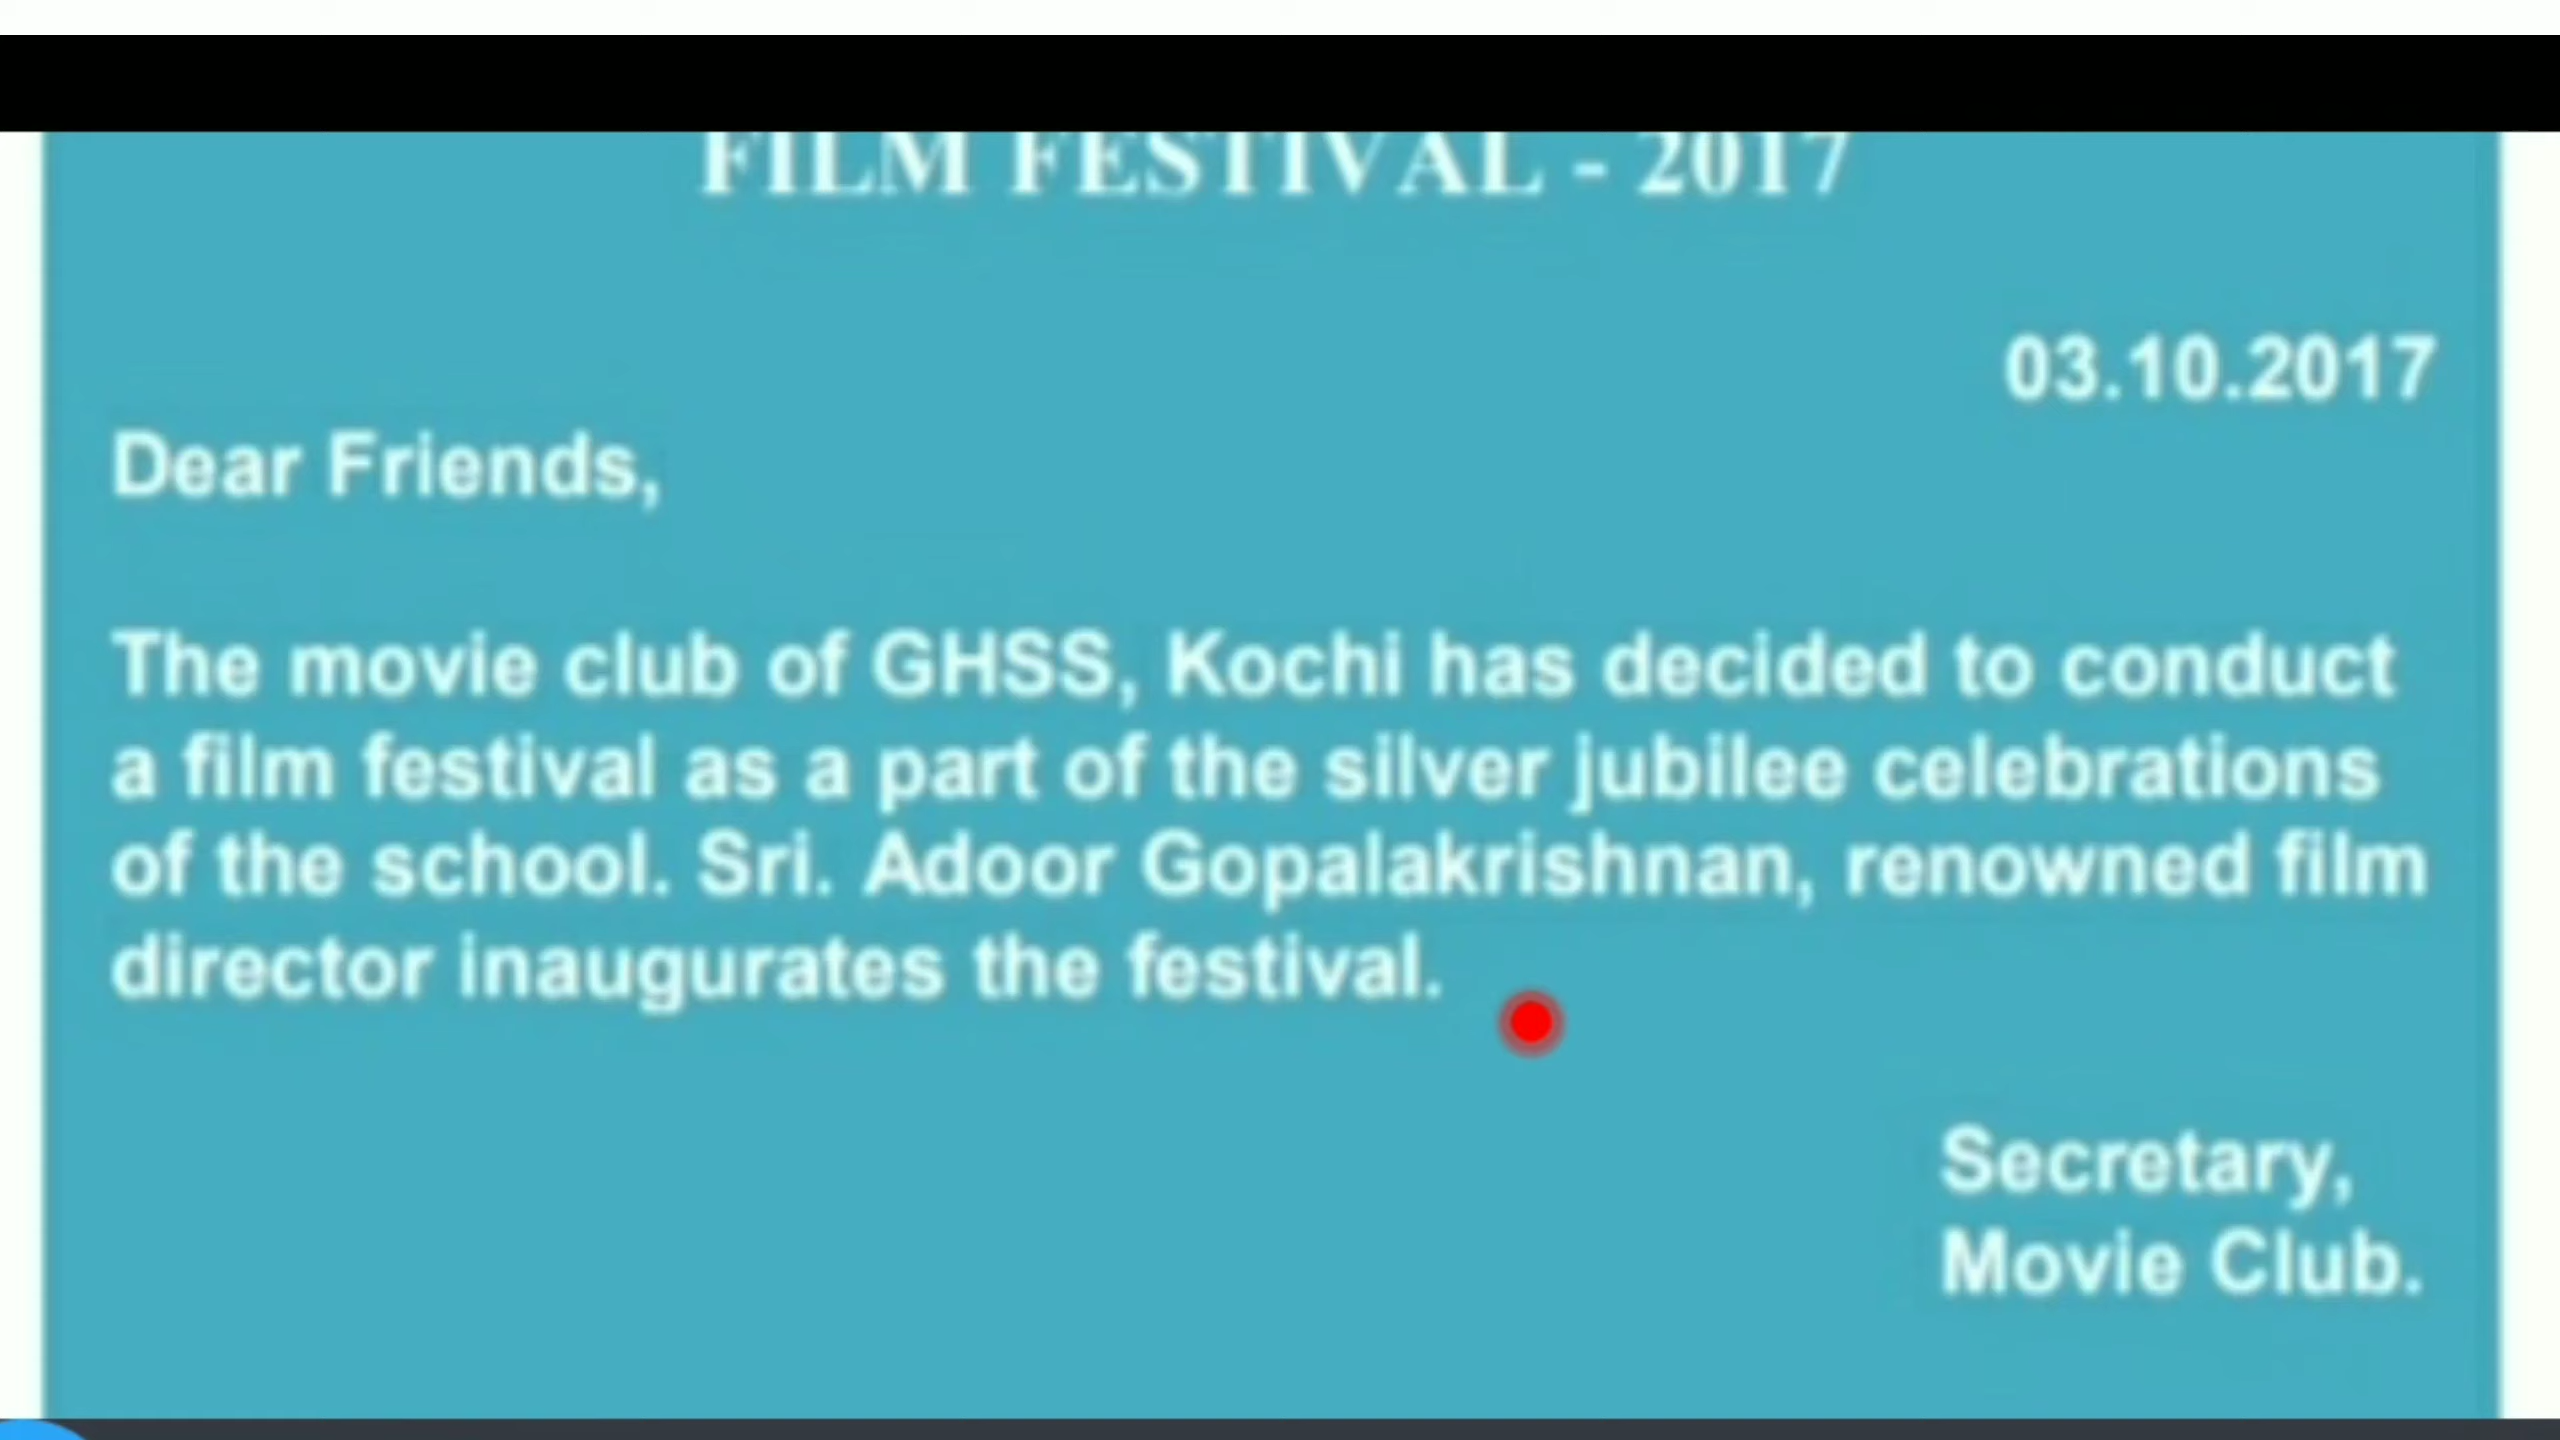 FILM FESTIVAL - 2017
03.10.2017
Dear Friends,
The movie club of GHSS, Kochi has decided to conduct
a film festival as a part of the silver jubilee celebrations
of the school. Sri. Adoor Gopalakrishnan, renowned film
director inaugurates the festival.
Secretary,
Movie Club.